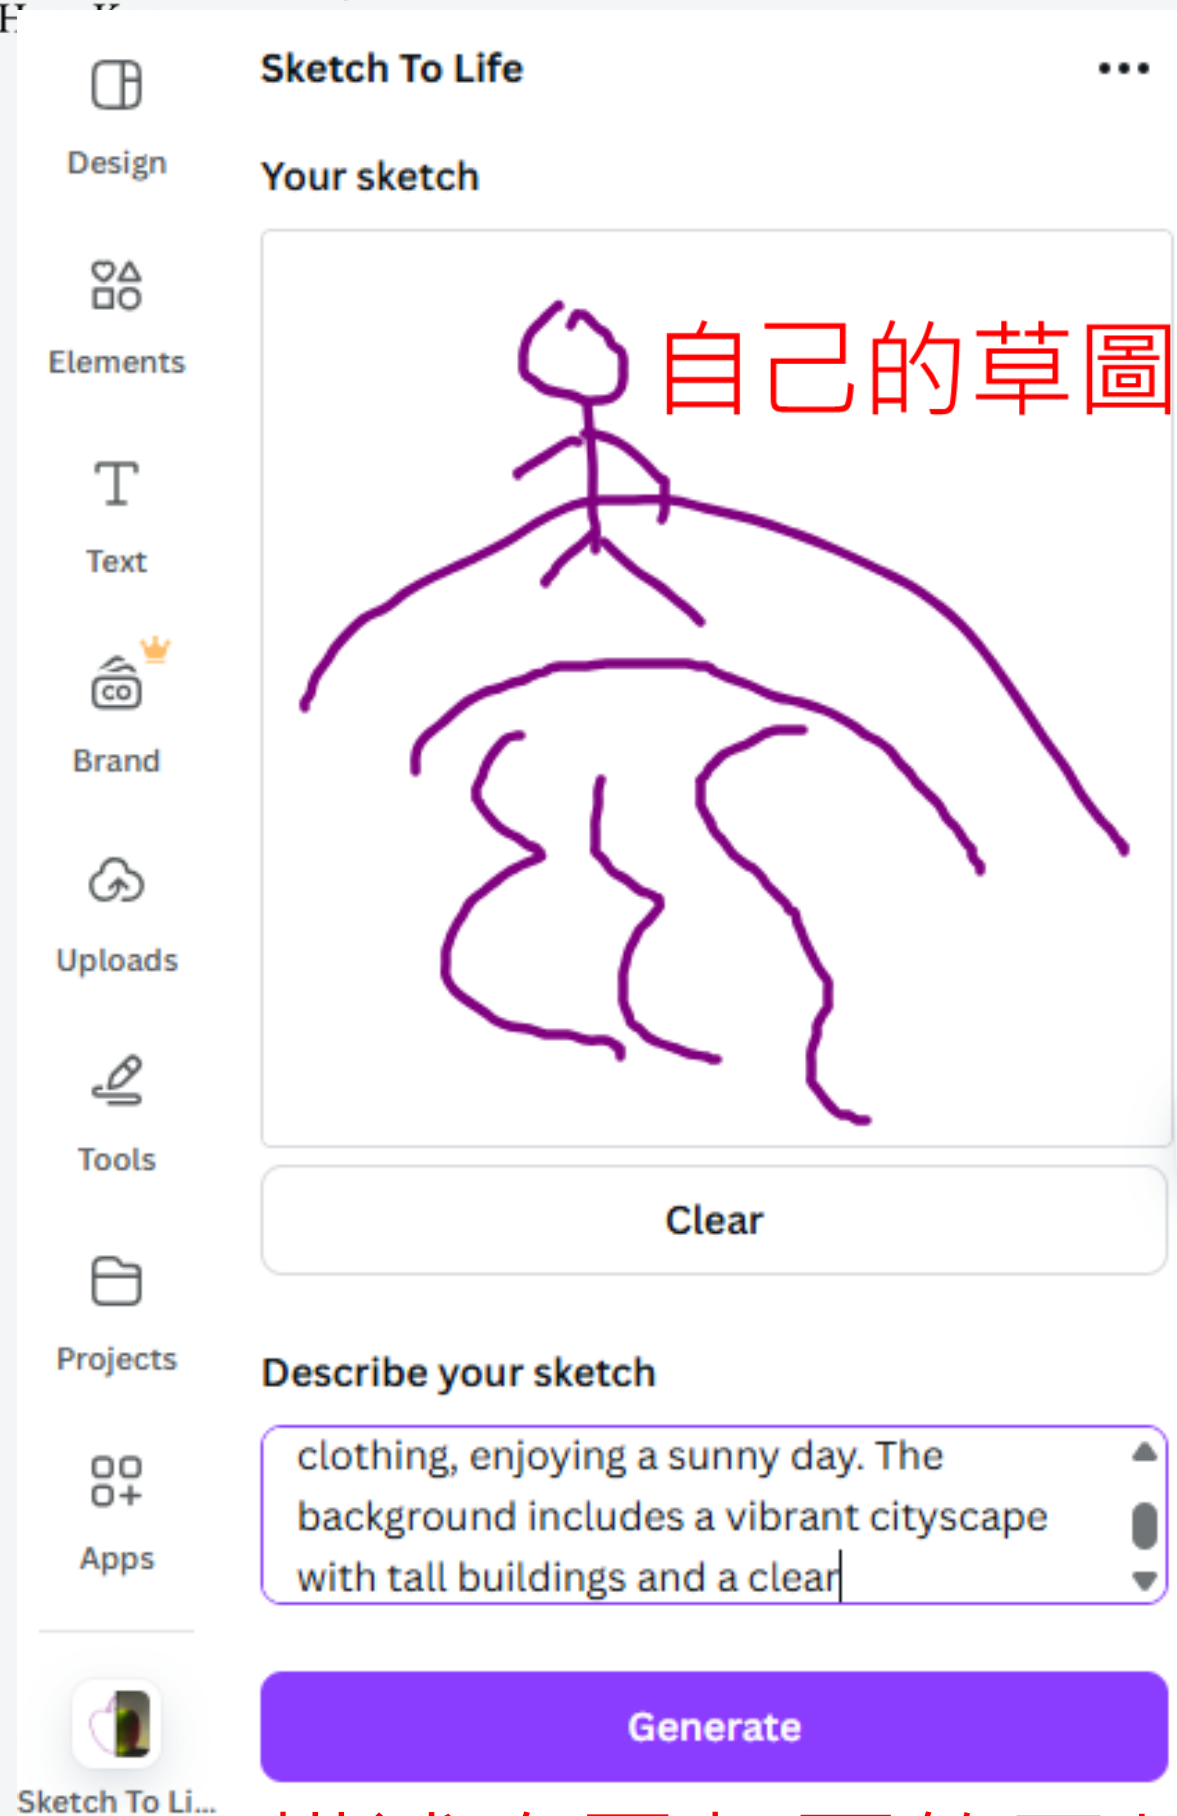 Sketch To Life
Design
Your sketch
自己的草圖
Elements
Text
CO
Brand
Uploads
Tools
Clear
Projects
Describe your sketch
clothing, enjoying a sunny day. The
background includes a vibrant cityscape
with tall buildings and a clear
Apps
Generate
Sketch To Li...